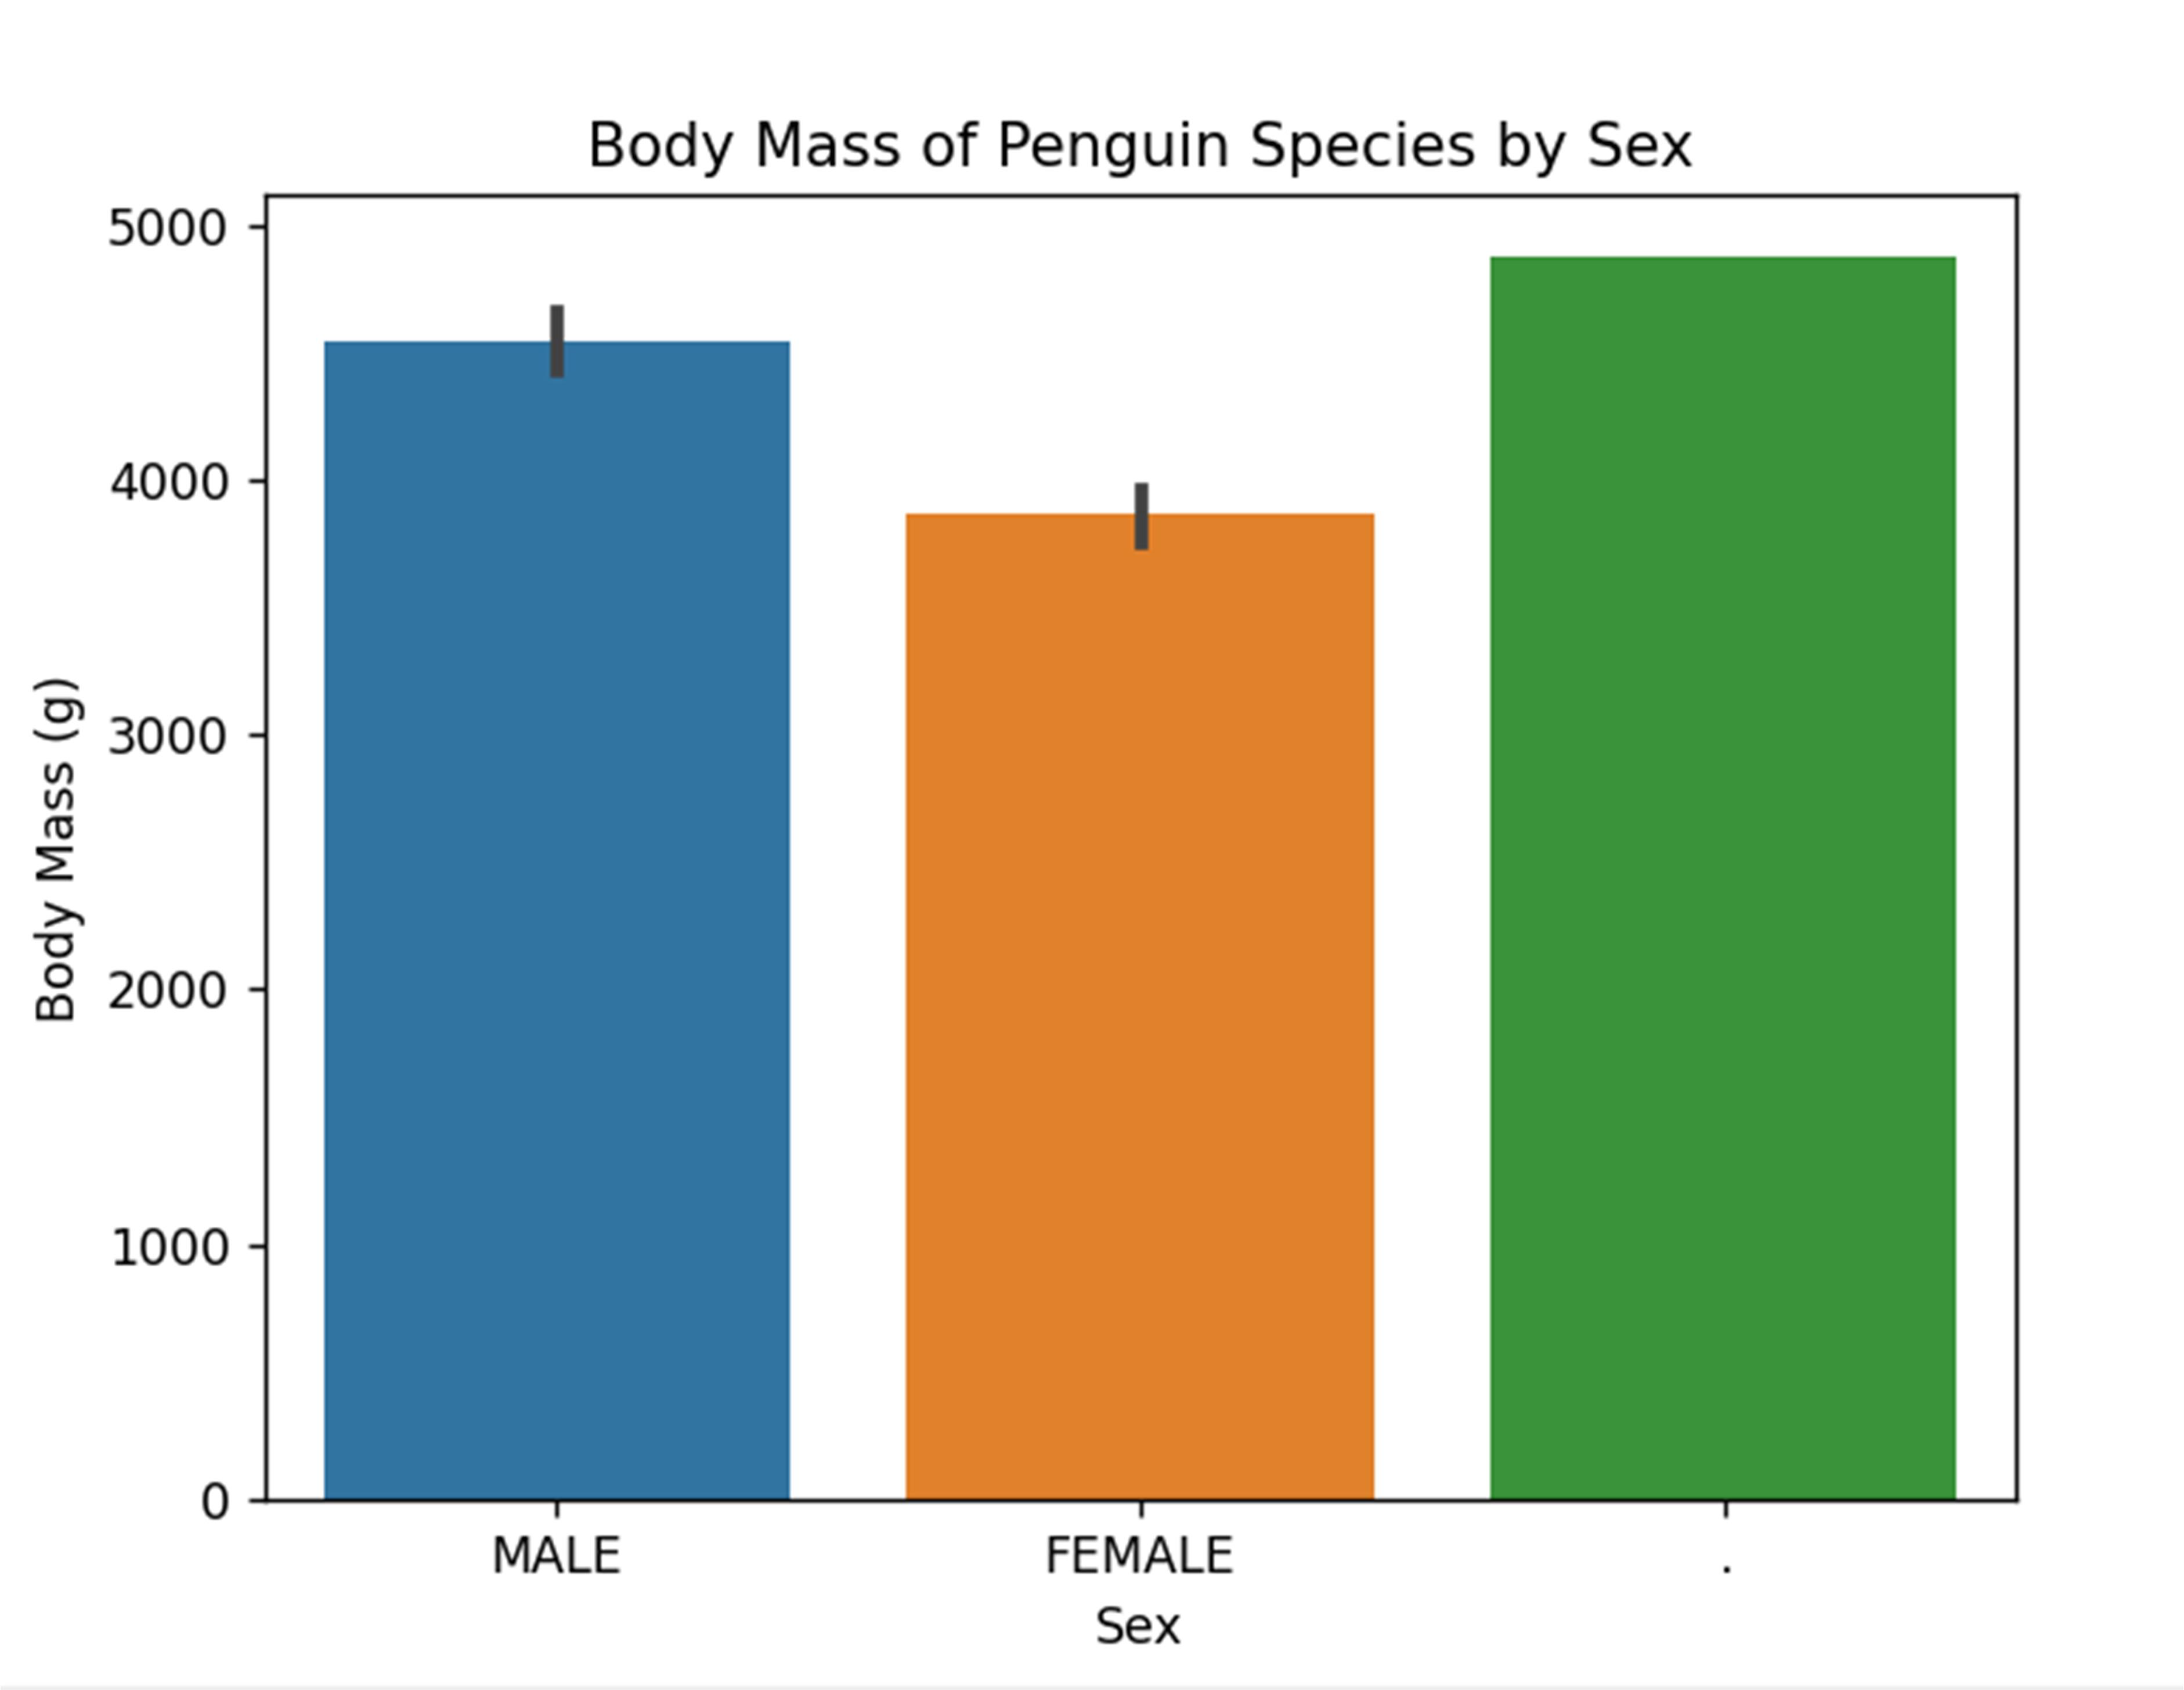 Body Mass of Penguin Species by Sex
5000
4000
3000
2000
1000
0
Body Mass (g)
MALE FEMALE .
Sex